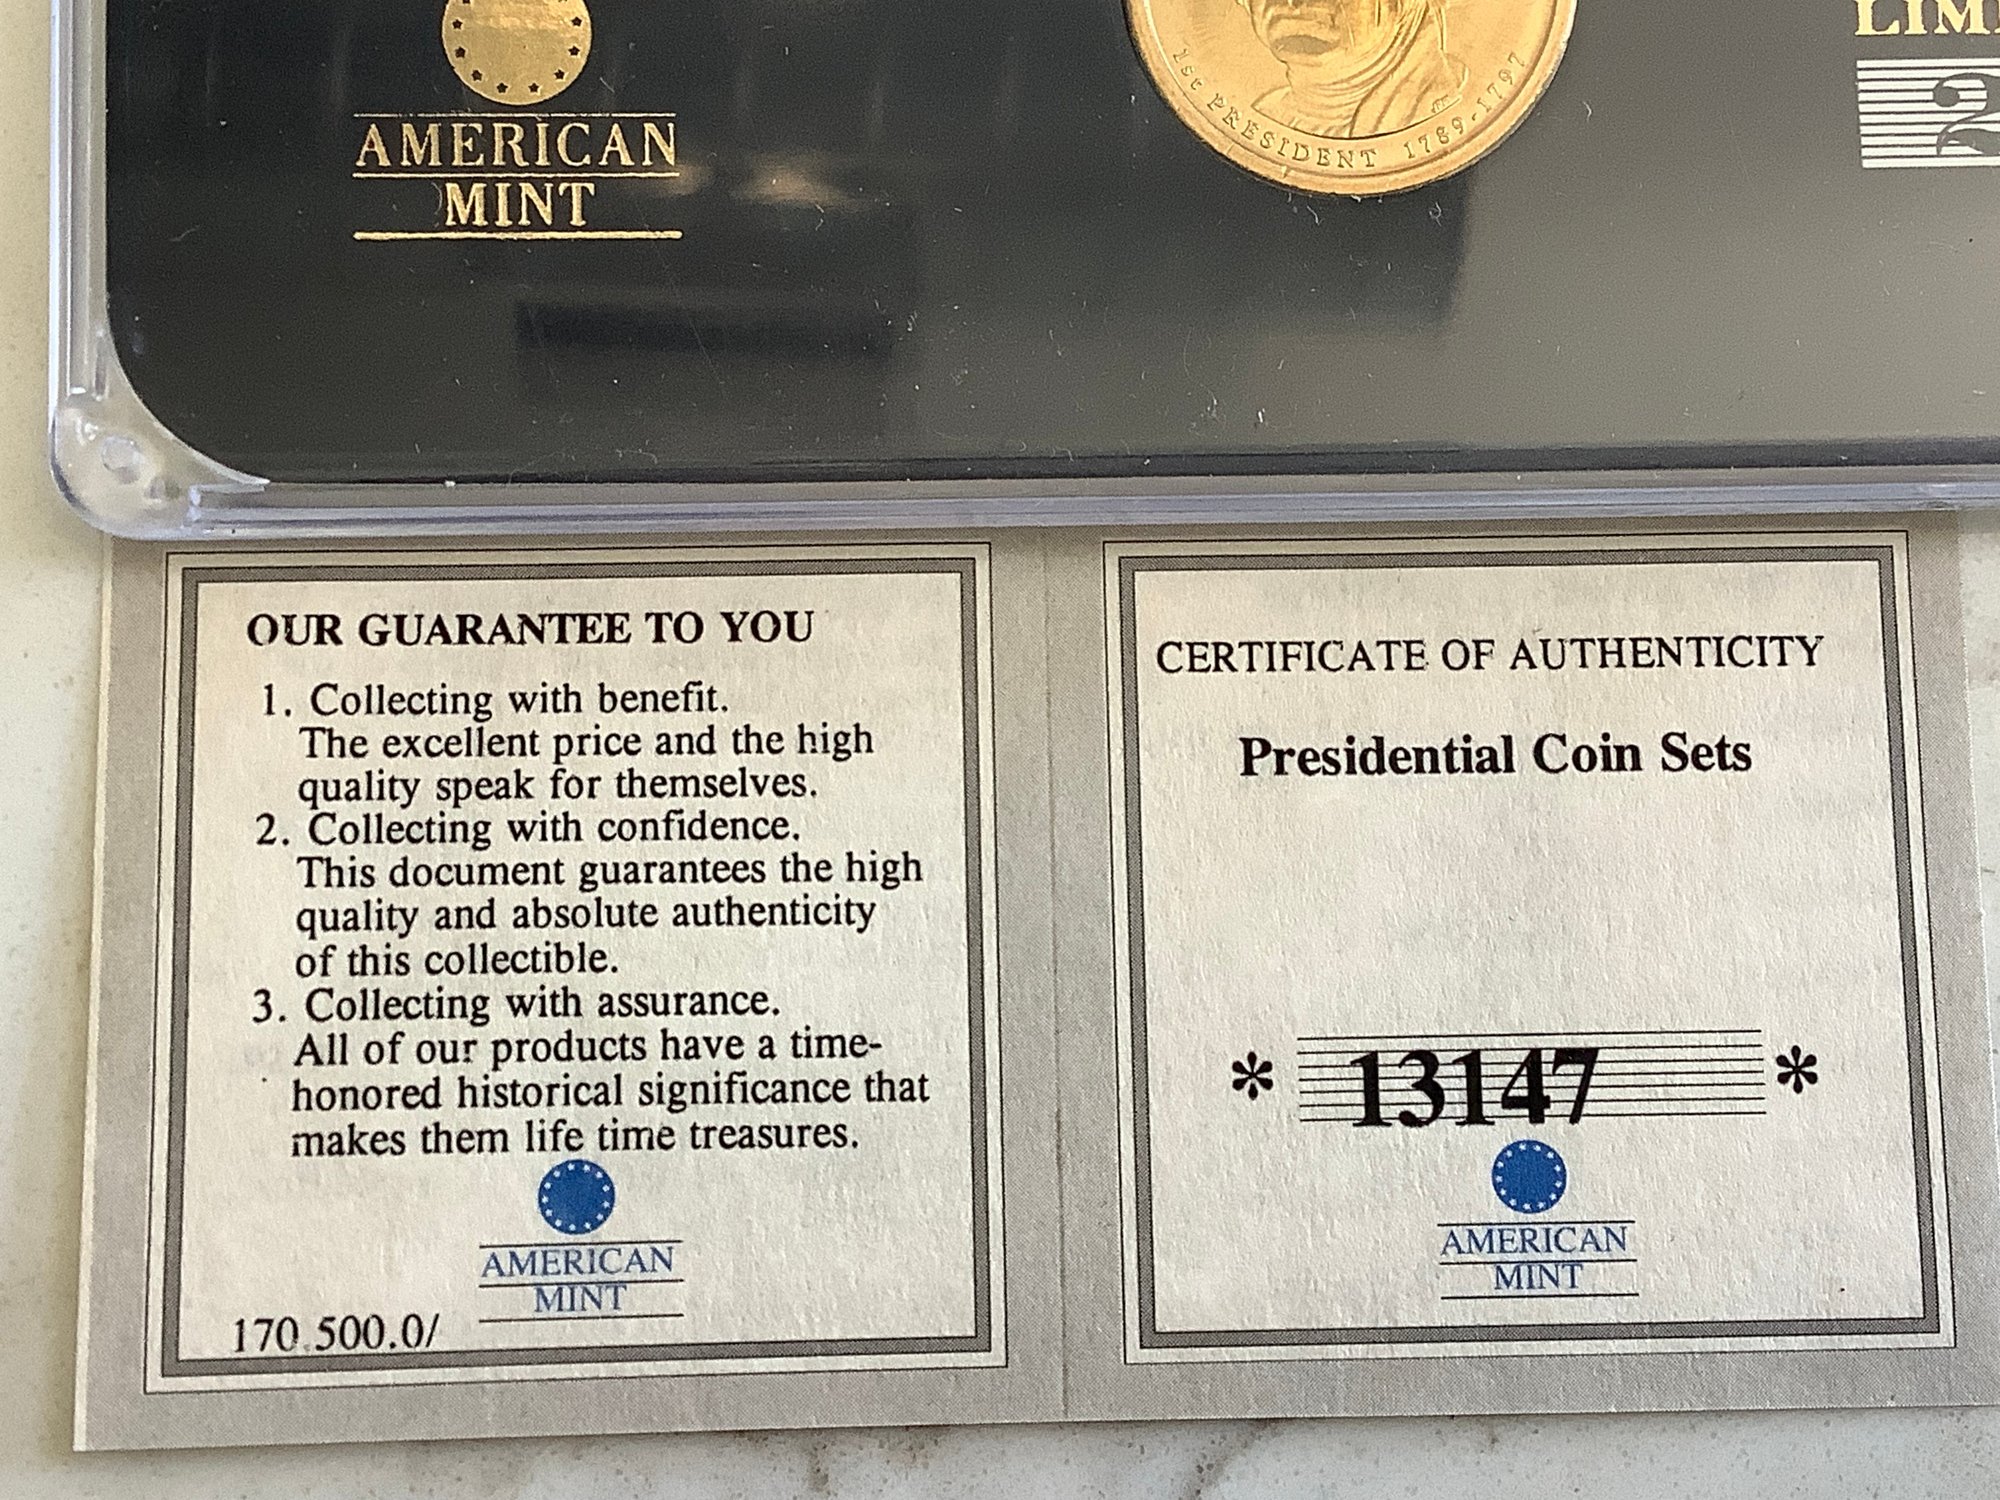 AMERICAN
MINT
1st PRESIDENT 1789-1797
OUR GUARANTEE TO YOU
1. Collecting with benefit.
The excellent price and the high
quality speak for themselves.
2. Collecting with confidence.
This document guarantees the high
quality and absolute authenticity
of this collectible.
3. Collecting with assurance.
All of our products have a time-
honored historical significance that
makes them life time treasures.
AMERICAN
MINT
170.500.0/
CERTIFICATE OF AUTHENTICITY
Presidential Coin Sets
* 13147 *
AMERICAN
MINT